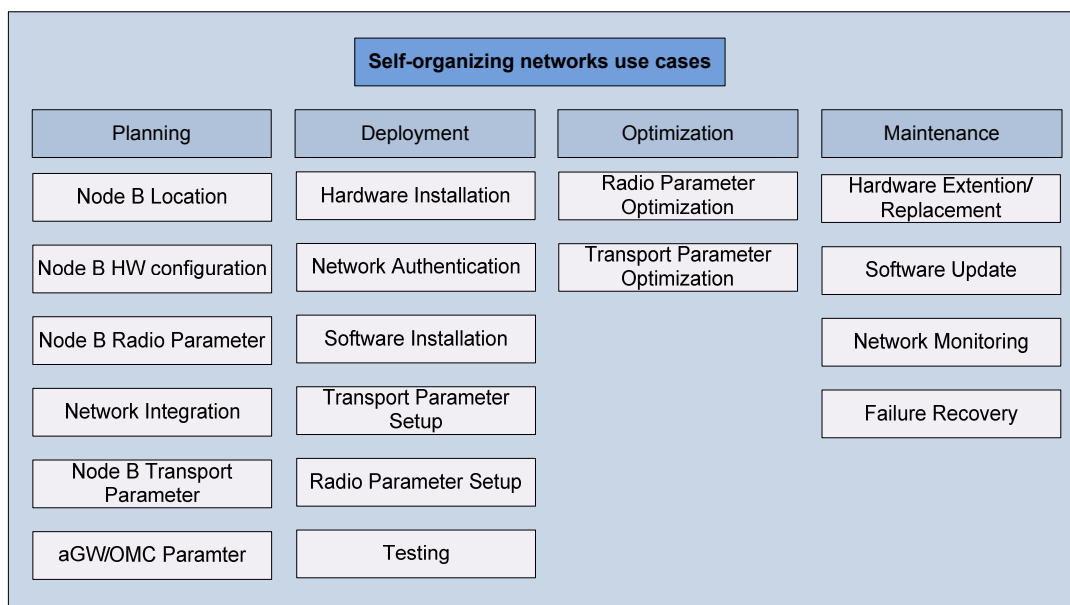 Self-organizing networks use cases
Planning
Node B Location
Node B HW configuration
Node B Radio Parameter
Network Integration
Node B Transport
Parameter
aGW/OMC Paramter
Deployment
Hardware Installation
Network Authentication
Software Installation
Transport Parameter
Setup
Radio Parameter Setup
Testing
Optimization
Radio Parameter
Optimization
Transport Parameter
Optimization
Maintenance
Hardware Extention/
Replacement
Software Update
Network Monitoring
Failure Recovery